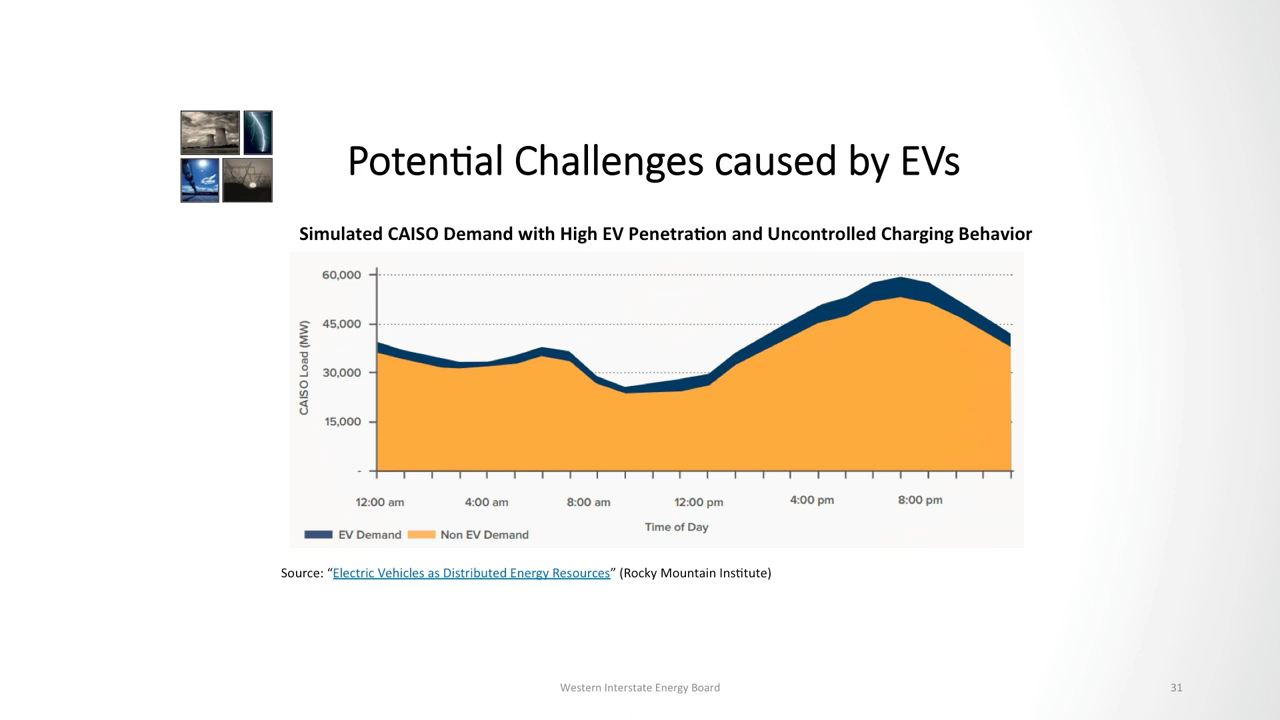 Potential Challenges caused by EVs
Simulated CAISO Demand with High EV Penetration and Uncontrolled Charging Behavior
60,000
45,000
30,000
15,000
-
CAISO Load (MW)
12:00 am
4:00 am
8:00 am
12:00 pm
4:00 pm
8:00 pm
Time of Day
EV Demand
Non EV Demand
Source: “Electric Vehicles as Distributed Energy Resources” (Rocky Mountain Institute)
Western Interstate Energy Board
31